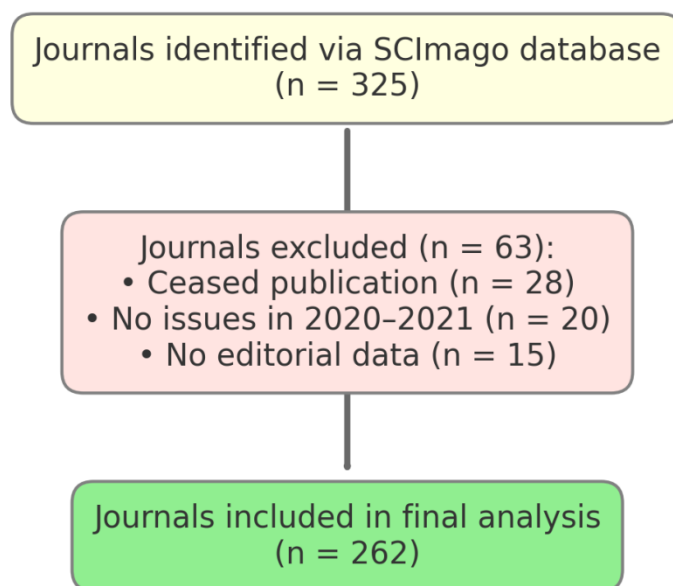 Journals identified via SCImago database
(n = 325)
Journals excluded (n = 63):
• Ceased publication (n = 28)
• No issues in 2020–2021 (n = 20)
• No editorial data (n = 15)
Journals included in final analysis
(n = 262)